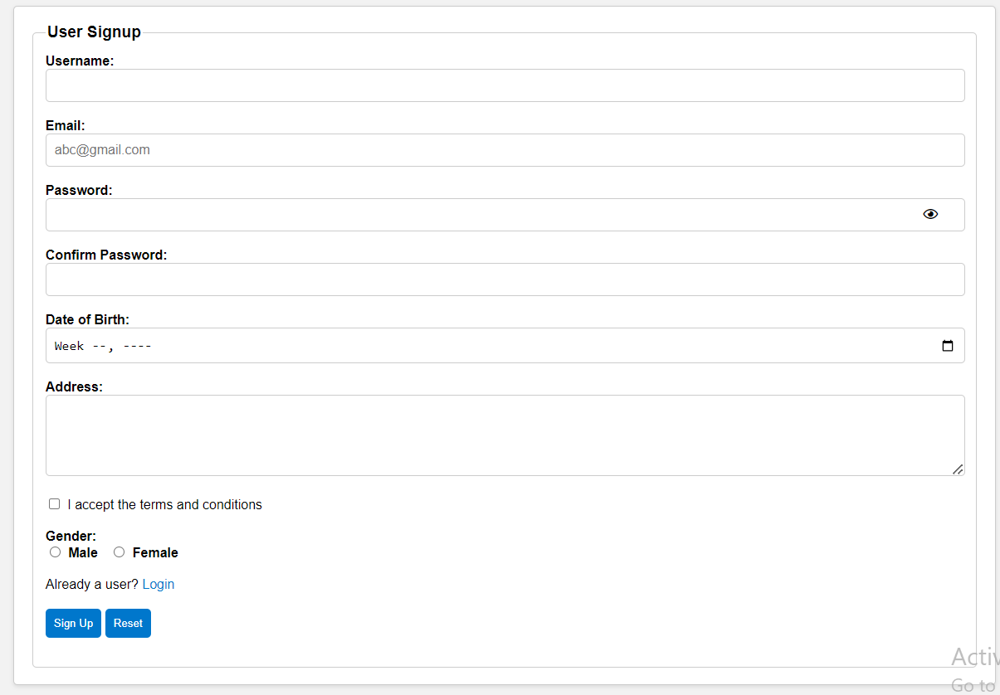 User Signup
Username:
Email:
abc@gmail.com
Password:
Confirm Password:
Date of Birth:
Week --, ----
Address:
I accept the terms and conditions
Gender:
Male Female
Already a user? Login
Sign Up Reset
Activ
Go to